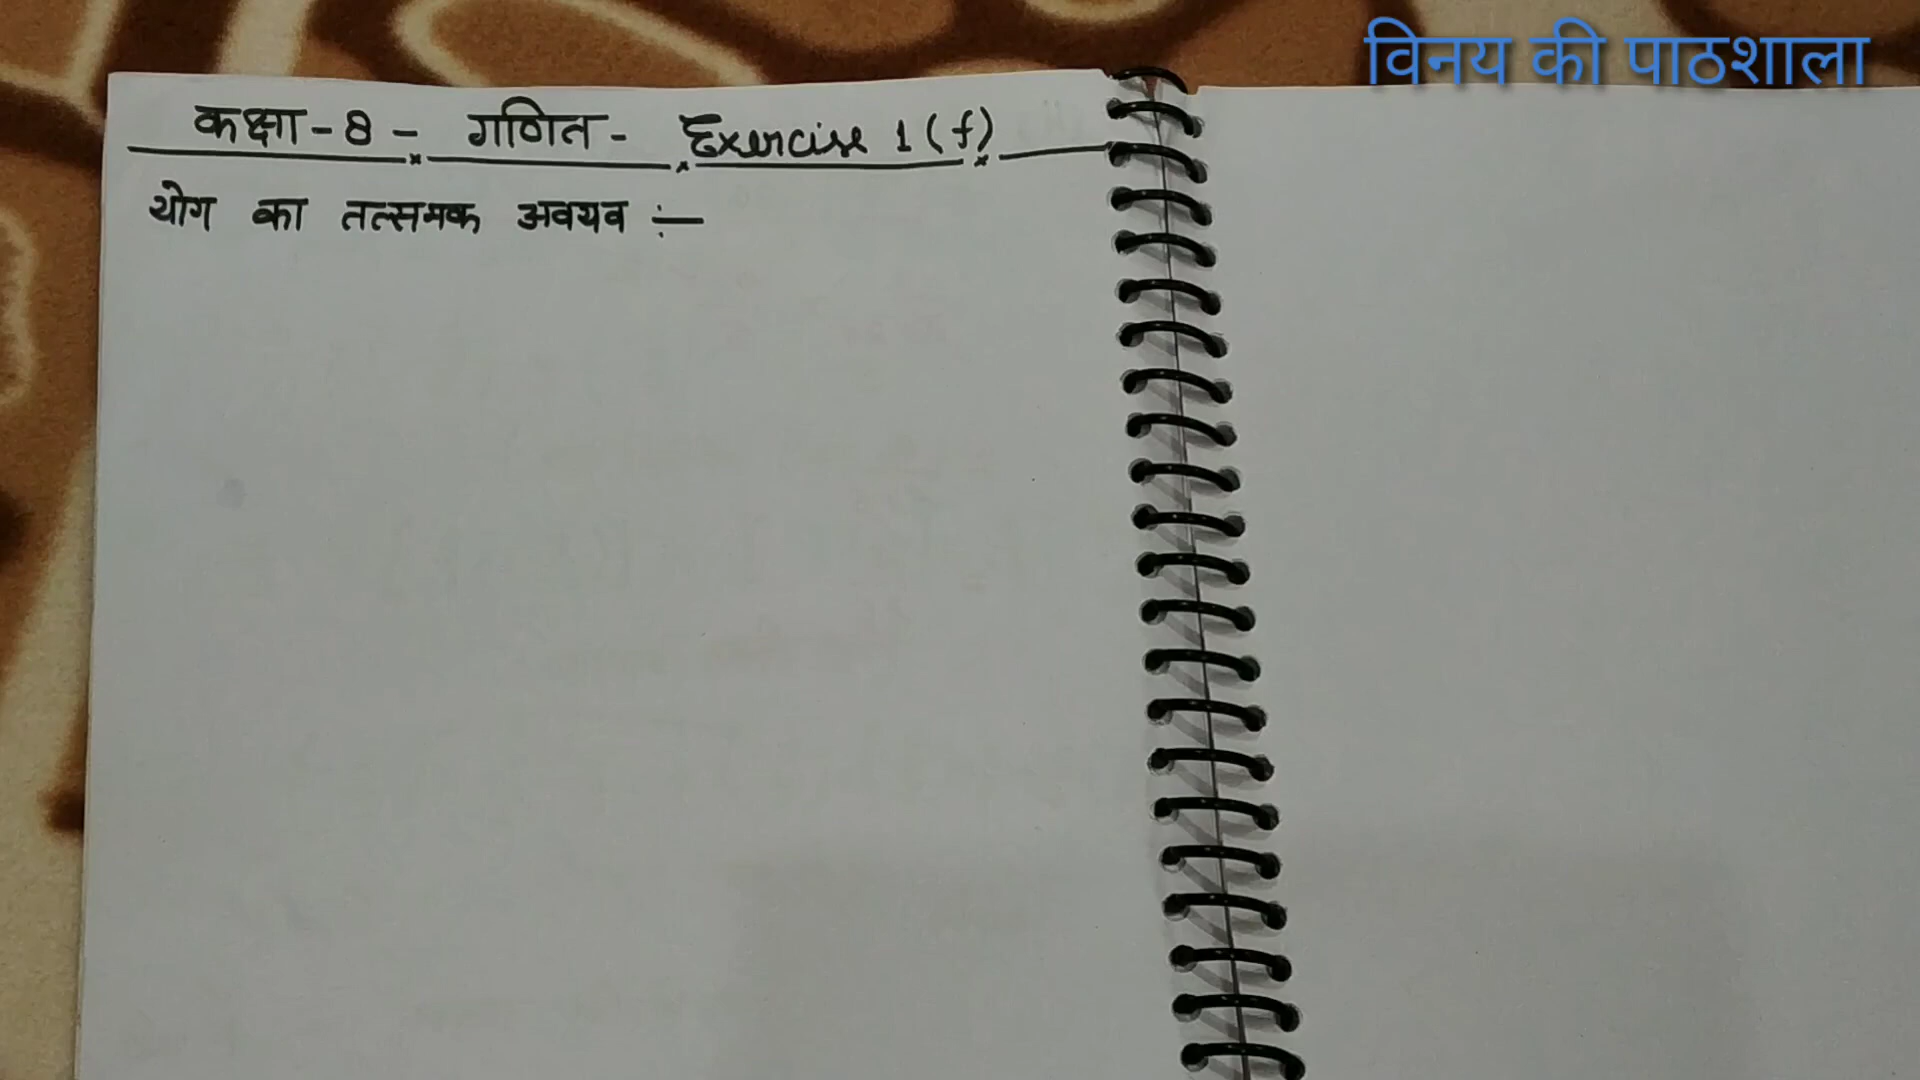 विनय की पाठशाला
कक्षा - 8 - गणित - Exercise 1 (f)
योग का तत्समक अवयव :-